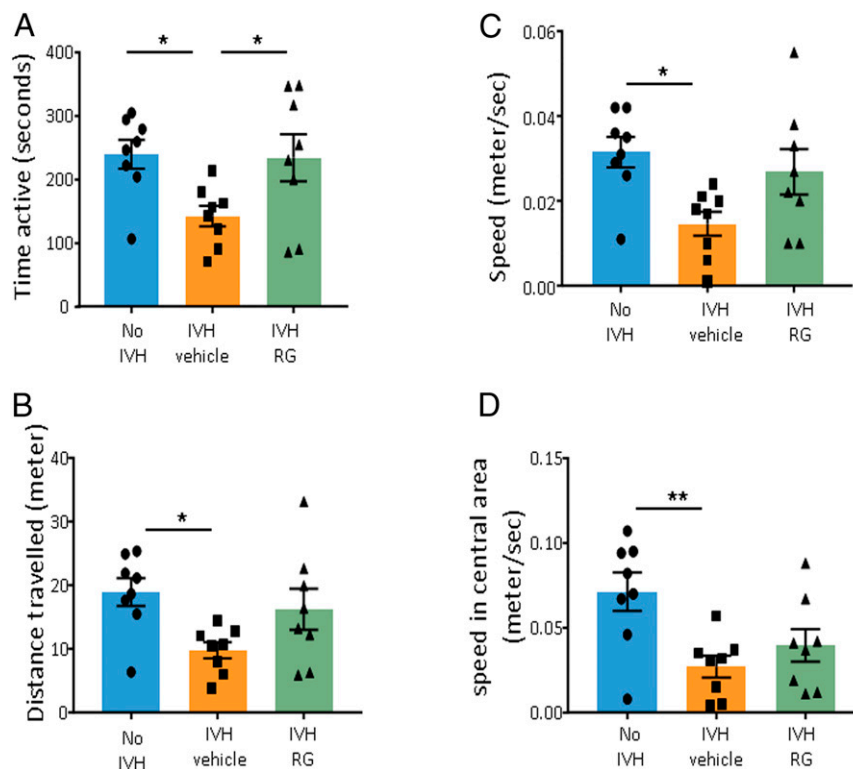 A
Time active (seconds)
400
300
200
100
0
*
*
No
IVH
IVH
vehicle
IVH
RG
B
Distance travelled (meter)
40
30
20
10
0
*
No
IVH
IVH
vehicle
IVH
RG
C
Speed (meter/sec)
0.06
0.04
0.02
0.00
*
No
IVH
IVH
vehicle
IVH
RG
D
speed in central area
(meter/sec)
0.15
0.10
0.05
0.00
**
No
IVH
IVH
vehicle
IVH
RG